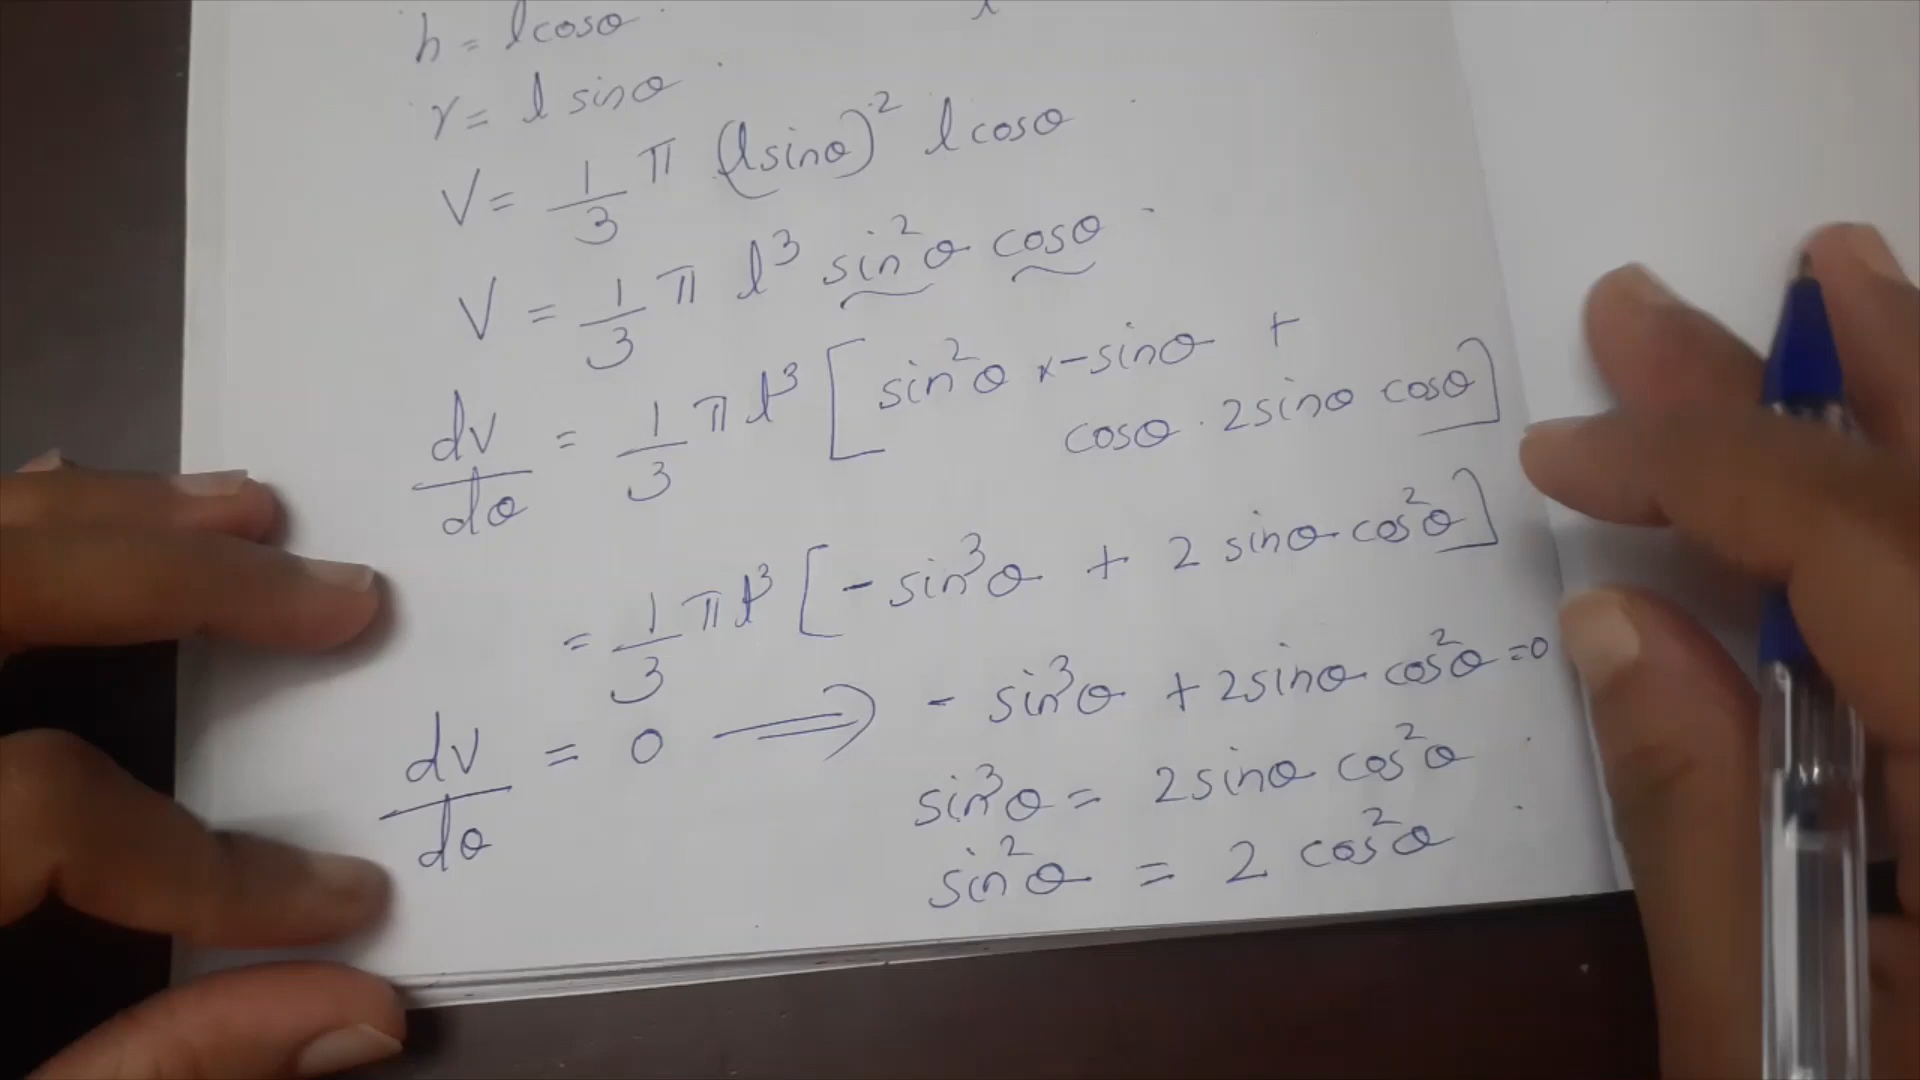 h = l cosθ
r = l sinθ
V = 1/3 π (l sinθ)² l cosθ
V = 1/3 π l³ sin²θ cosθ
dv/dθ = 1/3 π l³ [sin²θ × -sinθ +
cosθ · 2sinθ cosθ]
= 1/3 π l³ [- sin³θ + 2 sinθ cos²θ]
dv/dθ = 0 ⟹ - sin³θ + 2sinθ cos²θ = 0
sin³θ = 2sinθ cos²θ
sin²θ = 2 cos²θ